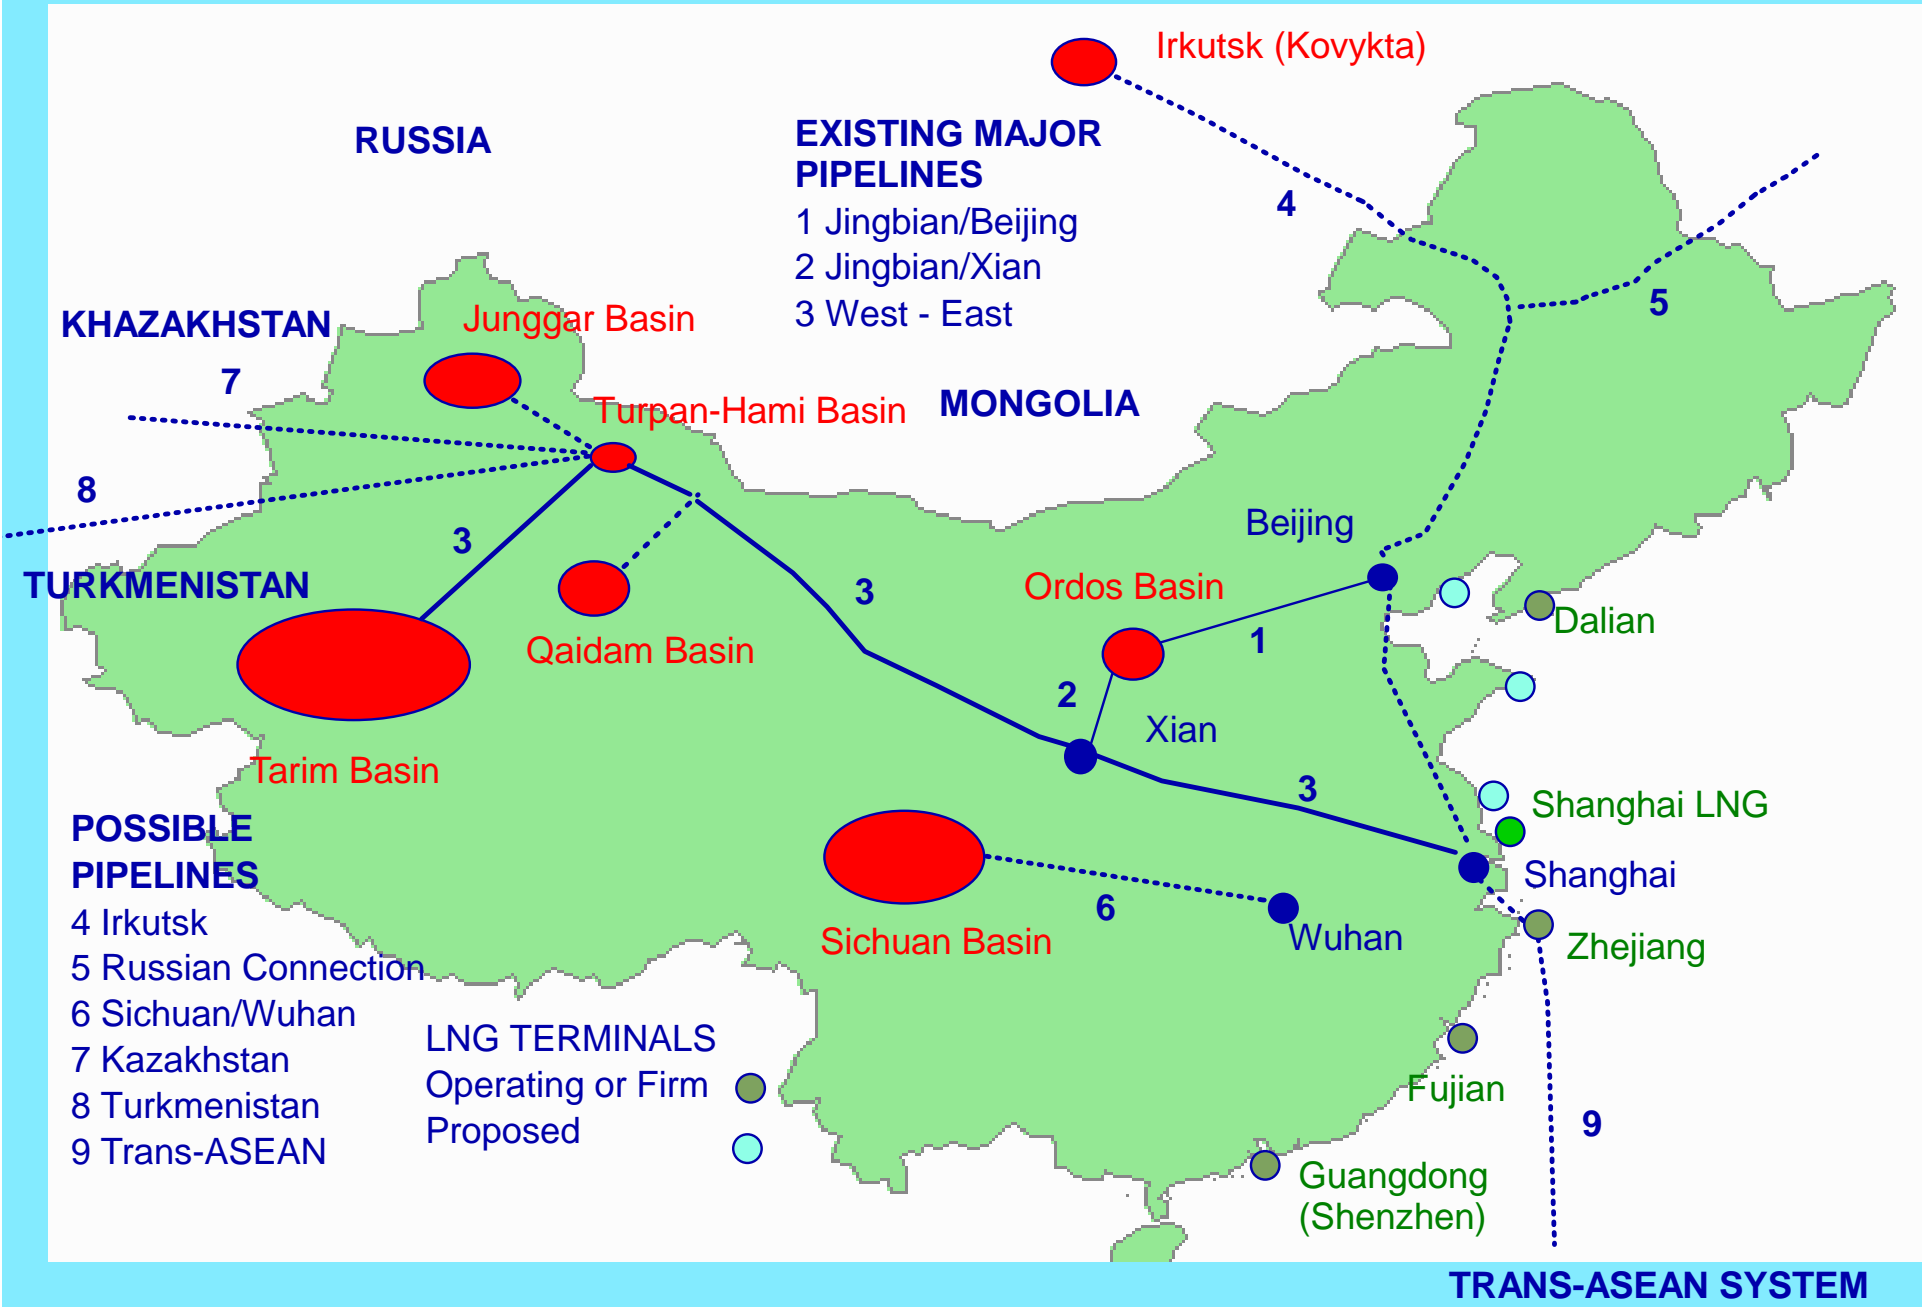 Irkutsk (Kovykta)
RUSSIA
EXISTING MAJOR
PIPELINES
1 Jingbian/Beijing
2 Jingbian/Xian
3 West - East
4
5
KHAZAKHSTAN
7
Junggar Basin
Turpan-Hami Basin
MONGOLIA
8
3
TURKMENISTAN
Qaidam Basin
3
Beijing
Ordos Basin
1
Dalian
2
Xian
Tarim Basin
3
Shanghai LNG
Shanghai
POSSIBLE
PIPELINES
4 Irkutsk
5 Russian Connection
6 Sichuan/Wuhan
7 Kazakhstan
8 Turkmenistan
9 Trans-ASEAN
6
Sichuan Basin
Wuhan
Zhejiang
LNG TERMINALS
Operating or Firm
Proposed
Fujian
9
Guangdong
(Shenzhen)
TRANS-ASEAN SYSTEM